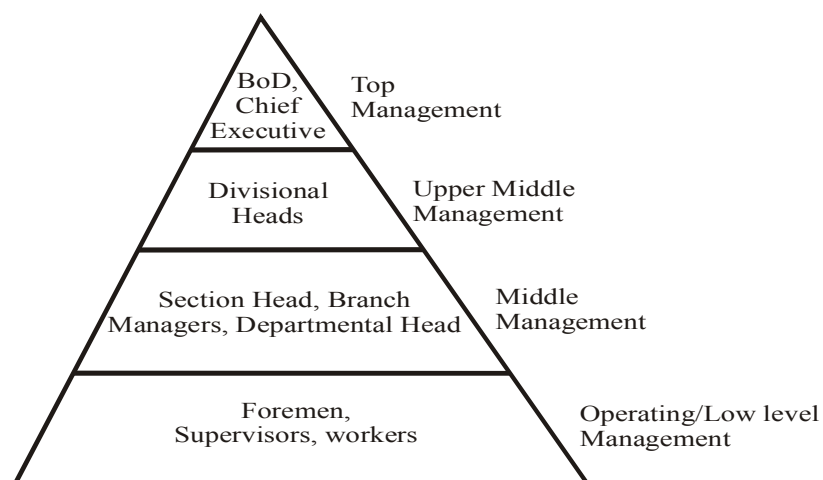 BoD,
Chief
Executive
Top
Management
Divisional
Heads
Upper Middle
Management
Section Head, Branch
Managers, Departmental Head
Middle
Management
Foremen,
Supervisors, workers
Operating/Low level
Management